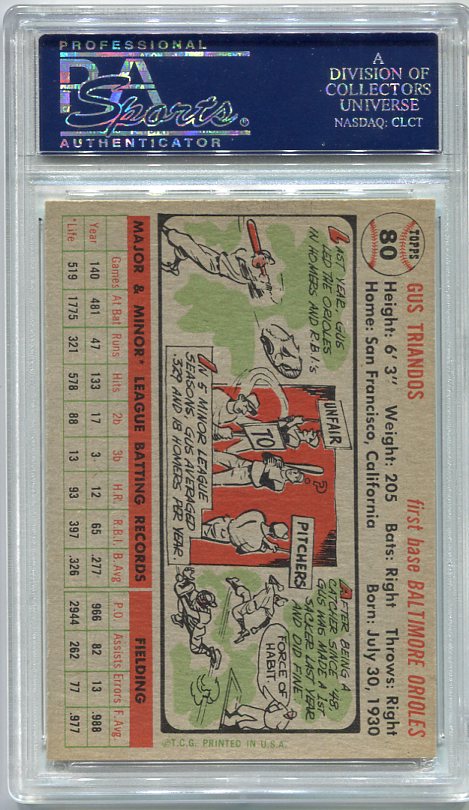 PROFESSIONAL
PSA
Sports®
AUTHENTICATOR
A
DIVISION OF
COLLECTORS
UNIVERSE
NASDAQ: CLCT
TOPPS
80
GUS TRIANDOS first base BALTIMORE ORIOLES
Height: 6' 3" Weight: 205 Bats: Right Throws: Right
Home: San Francisco, California Born: July 30, 1930
LAST YEAR, GUS
LED THE ORIOLES
IN HOMERS AND R.B.I.'S
UNFAIR
TO
PITCHERS
IN 5 MINOR LEAGUE
SEASONS, GUS AVERAGED
.329 AND 18 HOMERS PER YEAR.
AFTER BEING A
CATCHER SINCE '48,
GUS WAS MADE A 1ST
SACKER LAST YEAR
AND DID FINE
FORCE OF
HABIT
©T.C.G. PRINTED IN U.S.A.
MAJOR & MINOR* LEAGUE BATTING RECORDS FIELDING
Games At Bat Runs Hits 2b 3b H.R. R.B.I. B.Avg. P.O. Assists Errors F.Avg.
Year 140 481 47 133 17 3 12 65 .277 966 82 13 .988
*Life 519 1775 321 578 88 13 93 397 .326 2944 262 77 .977